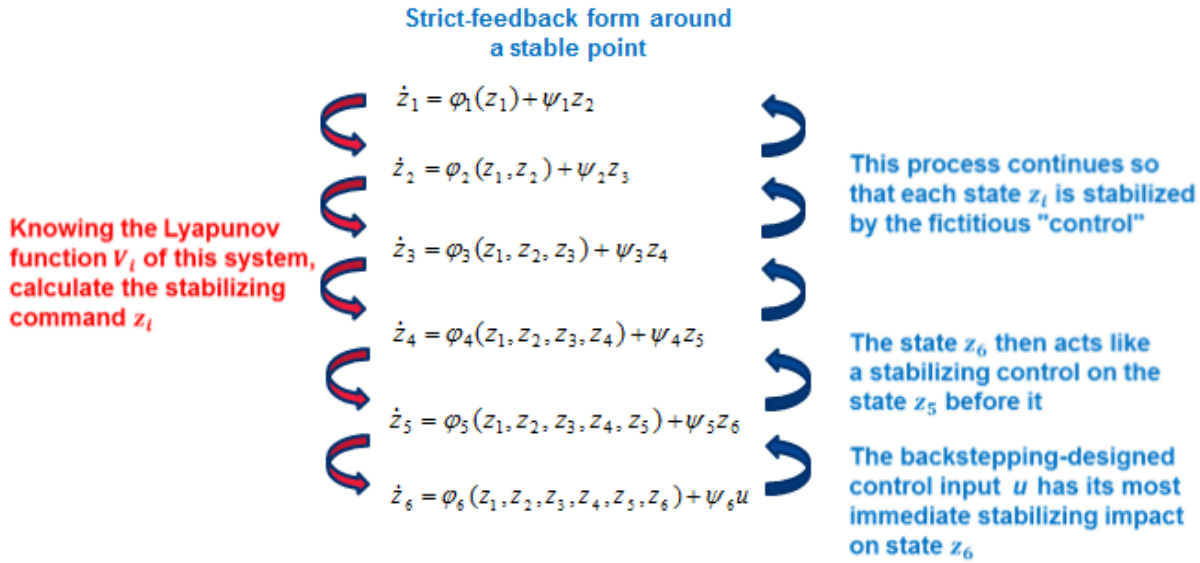 Strict-feedback form around
a stable point
ż₁ = φ₁(z₁)+ψ₁z₂
ż₂ = φ₂(z₁,z₂)+ψ₂z₃
ż₃ = φ₃(z₁,z₂,z₃)+ψ₃z₄
ż₄ = φ₄(z₁,z₂,z₃,z₄)+ψ₄z₅
ż₅ = φ₅(z₁,z₂,z₃,z₄,z₅)+ψ₅z₆
ż₆ = φ₆(z₁,z₂,z₃,z₄,z₅,z₆)+ψ₆u
Knowing the Lyapunov
function Vᵢ of this system,
calculate the stabilizing
command zᵢ
This process continues so
that each state zᵢ is stabilized
by the fictitious "control"
The state z₆ then acts like
a stabilizing control on the
state z₅ before it
The backstepping-designed
control input u has its most
immediate stabilizing impact
on state z₆